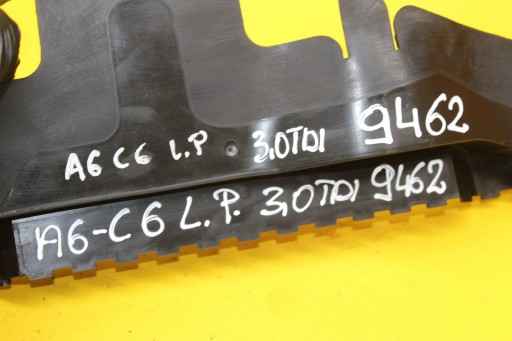 A6 C6 L.P 3.0TDI 9462
A6-C6 L.P. 3,0TDI 9462